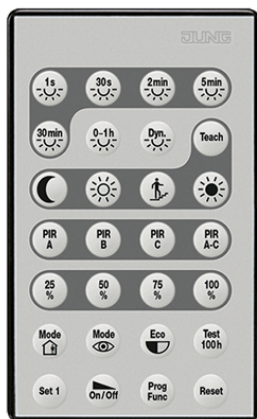 JUNG
1s 30s 2min 5min
30min 0-1h Dyn. Teach
PIR A PIR B PIR C PIR A-C
25 % 50 % 75 % 100 %
Mode Mode Eco Test 100h
Set 1 On/Off Prog Func Reset